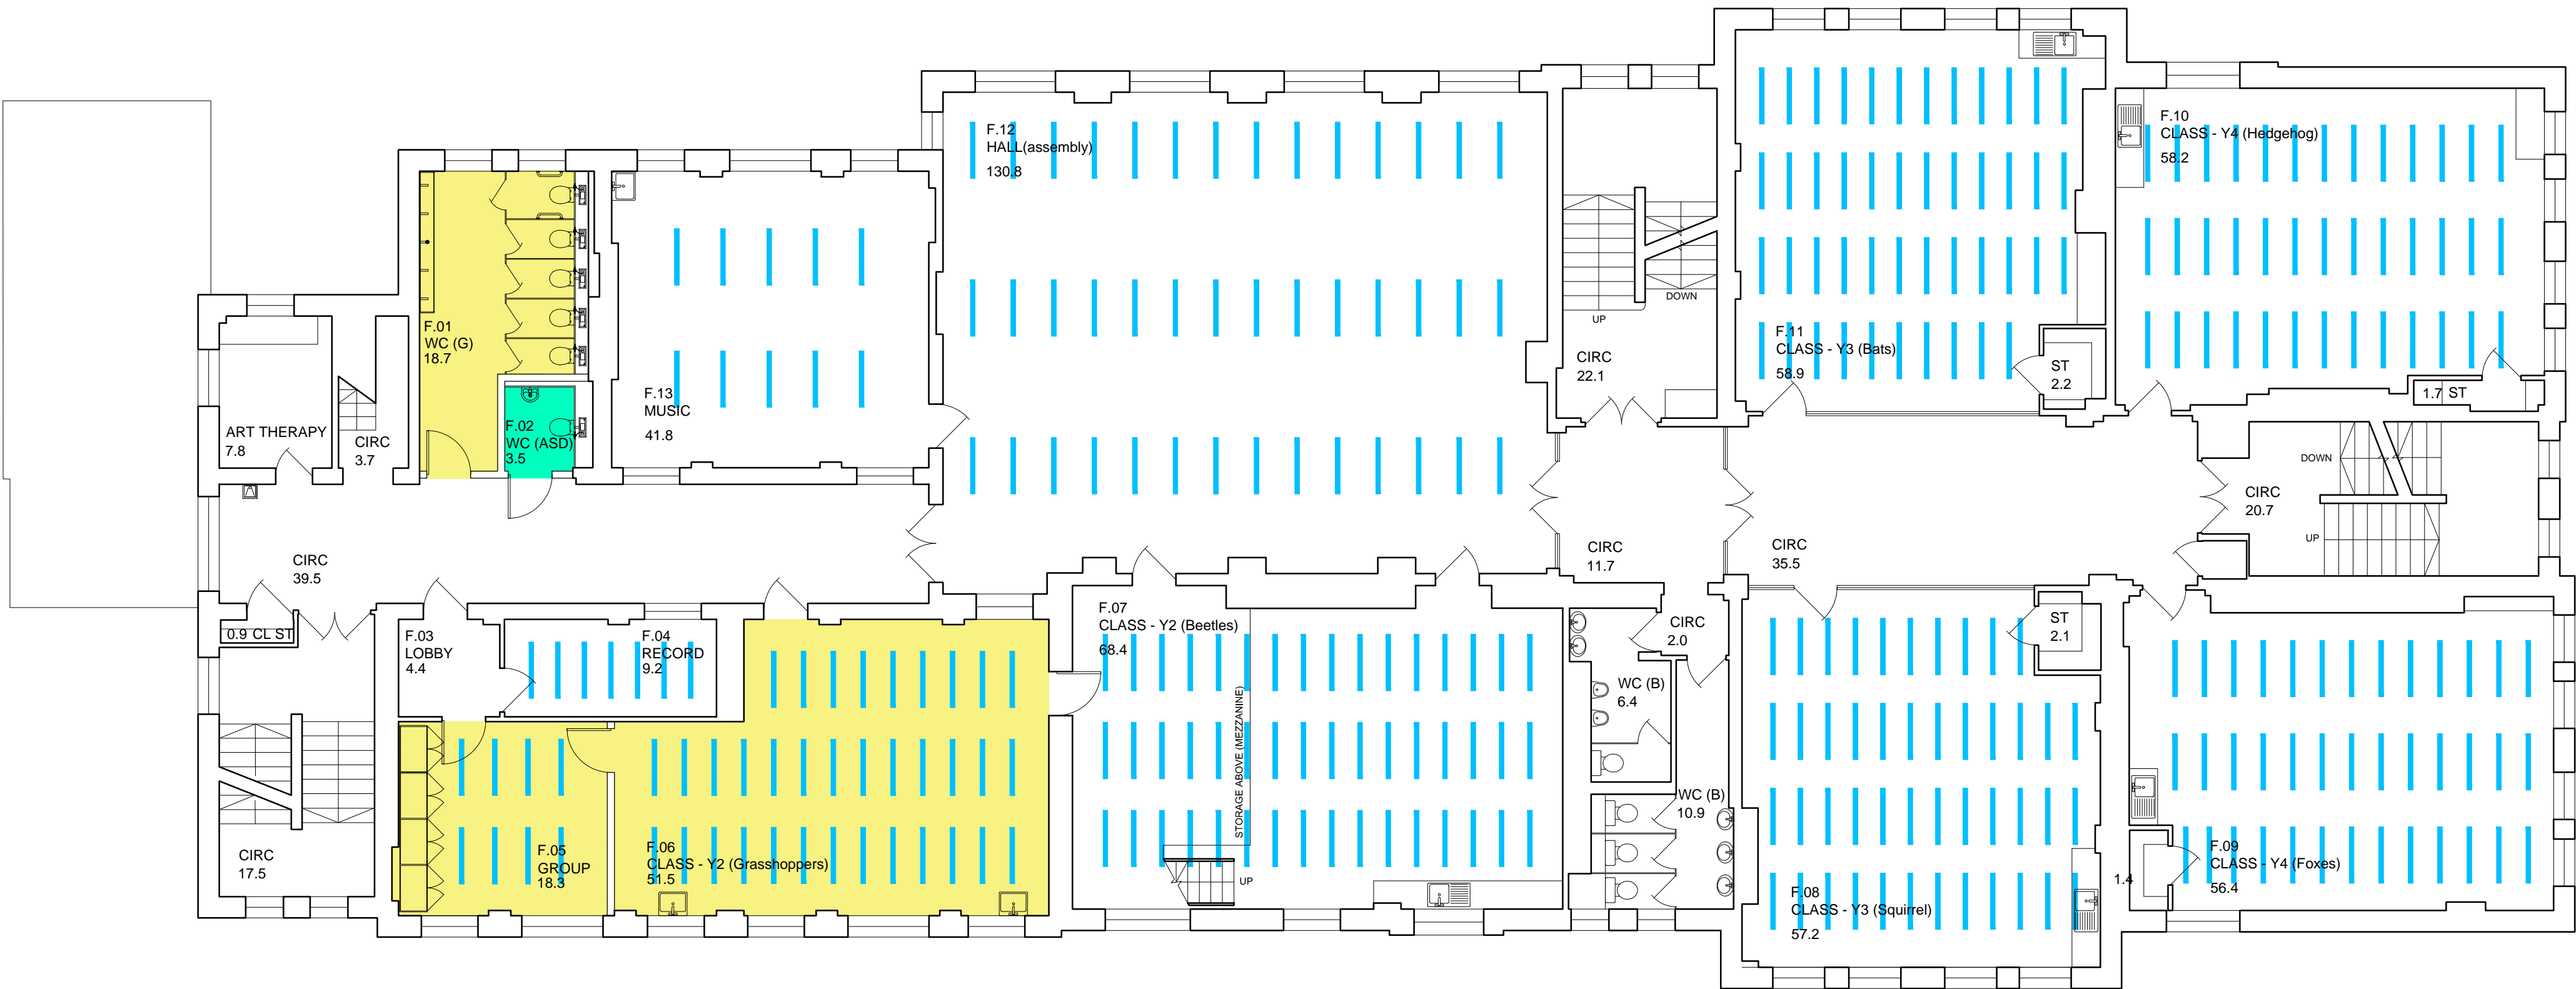 F.12
HALL(assembly)
130.8
F.10
CLASS - Y4 (Hedgehog)
58.2
F.01
WC (G)
18.7
UP
DOWN
F.11
CLASS - Y3 (Bats)
58.9
CIRC
22.1
ST
2.2
1.7 ST
F.13
MUSIC
41.8
ART THERAPY
7.8
CIRC
3.7
F.02
WC (ASD)
3.5
DOWN
CIRC
20.7
UP
CIRC
39.5
CIRC
11.7
CIRC
35.5
0.9 CL ST
F.03
LOBBY
4.4
F.04
RECORD
9.2
F.07
CLASS - Y2 (Beetles)
68.4
STORAGE ABOVE (MEZZANINE)
UP
CIRC
2.0
ST
2.1
WC (B)
6.4
WC (B)
10.9
CIRC
17.5
F.05
GROUP
18.3
F.06
CLASS - Y2 (Grasshoppers)
51.5
F.08
CLASS - Y3 (Squirrel)
57.2
1.4
F.09
CLASS - Y4 (Foxes)
56.4